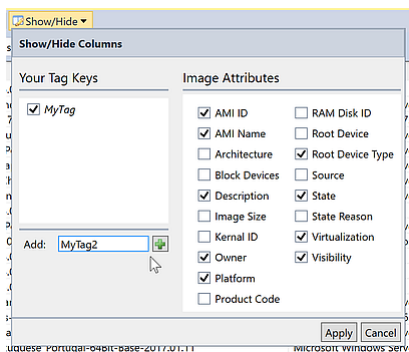 Show/Hide
Show/Hide Columns
Your Tag Keys
MyTag
Add: MyTag2
Image Attributes
AMI ID
AMI Name
Architecture
Block Devices
Description
Image Size
Kernal ID
Owner
Platform
Product Code
RAM Disk ID
Root Device
Root Device Type
Source
State
State Reason
Virtualization
Visibility
Apply Cancel
uguese Portugal-64Bit-Base-2017.01.11 Microsoft Windows Serv